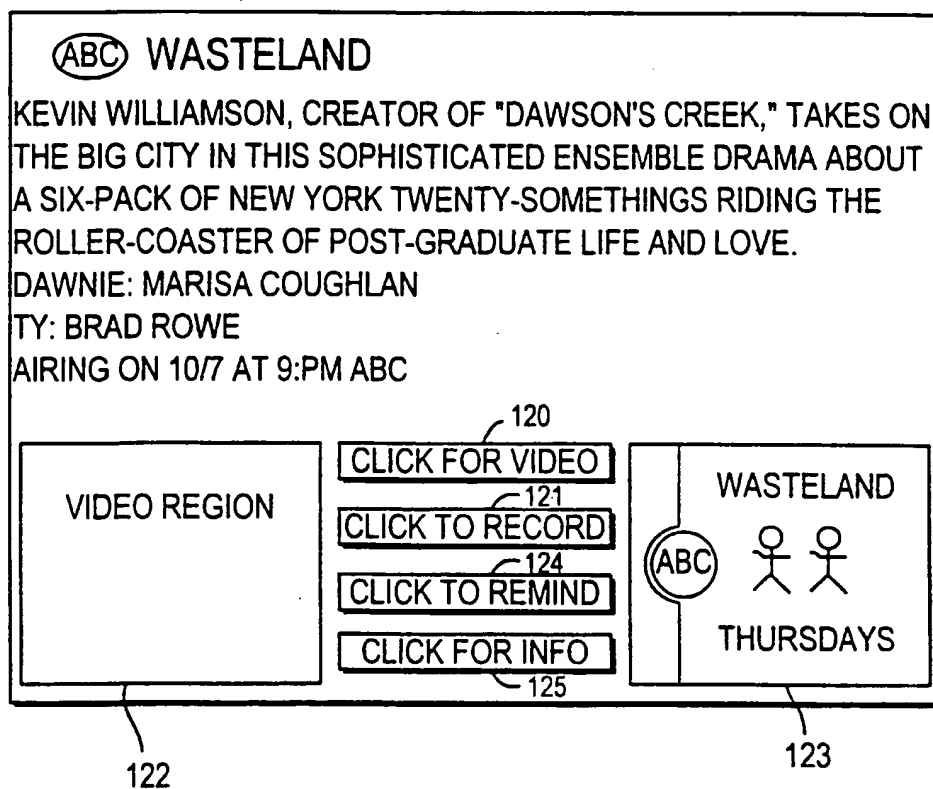 ABC WASTELAND
KEVIN WILLIAMSON, CREATOR OF "DAWSON'S CREEK," TAKES ON
THE BIG CITY IN THIS SOPHISTICATED ENSEMBLE DRAMA ABOUT
A SIX-PACK OF NEW YORK TWENTY-SOMETHINGS RIDING THE
ROLLER-COASTER OF POST-GRADUATE LIFE AND LOVE.
DAWNIE: MARISA COUGHLAN
TY: BRAD ROWE
AIRING ON 10/7 AT 9:PM ABC
VIDEO REGION
120
CLICK FOR VIDEO
121
CLICK TO RECORD
124
CLICK TO REMIND
CLICK FOR INFO
125
WASTELAND
ABC
THURSDAYS
122
123